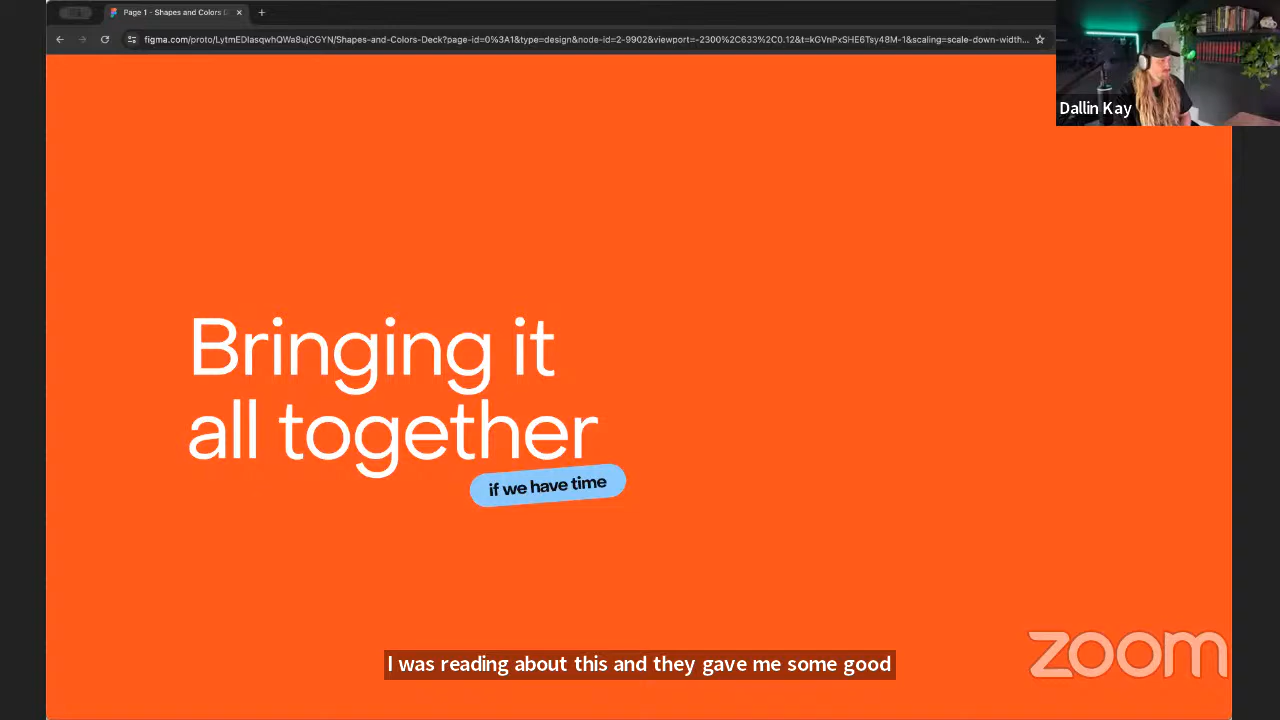 Page 1 - Shapes and Colors D
figma.com/proto/LytmEDIasqwhQWa8ujCGYN/Shapes-and-Colors-Deck?page-id=0%3A1&type=design&node-id=2-9902&viewport=-2300%2C633%2C0.12&t=kGVnPxSHE6Tsy48M-1&scaling=scale-down-width...
Dallin Kay
Bringing it
all together
if we have time
I was reading about this and they gave me some good
zoom